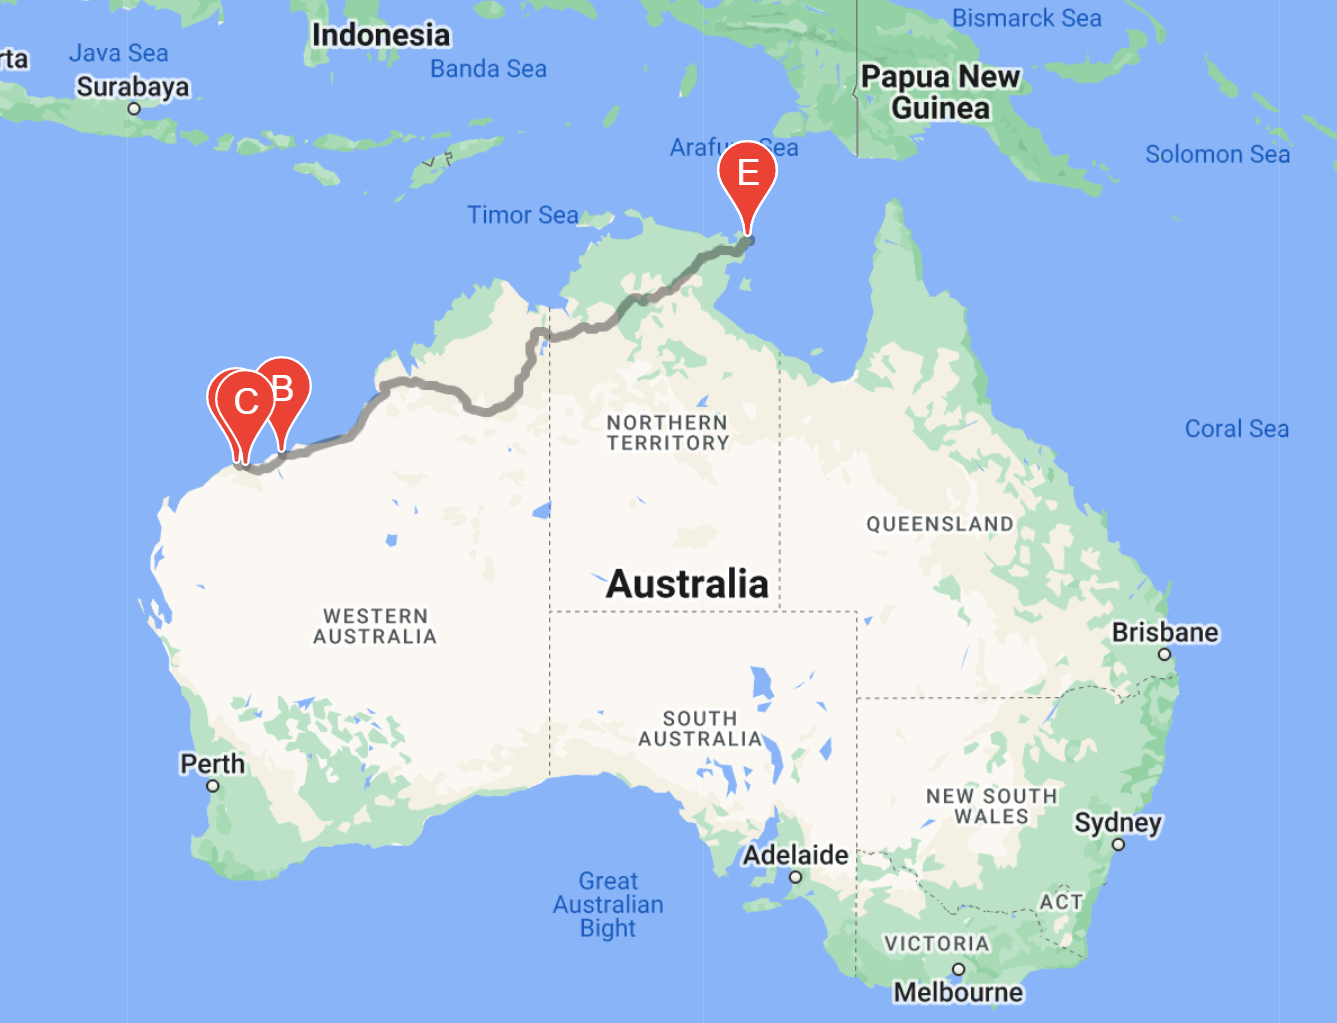 Bismarck Sea
Indonesia
Java Sea
rta
Banda Sea
Surabaya
Papua New
Guinea
Arafu Sea
Solomon Sea
E
Timor Sea
B
C
NORTHERN
TERRITORY
Coral Sea
QUEENSLAND
Australia
WESTERN
AUSTRALIA
Brisbane
SOUTH
AUSTRALIA
Perth
NEW SOUTH
WALES
Sydney
Adelaide
Great
Australian
Bight
ACT
VICTORIA
Melbourne